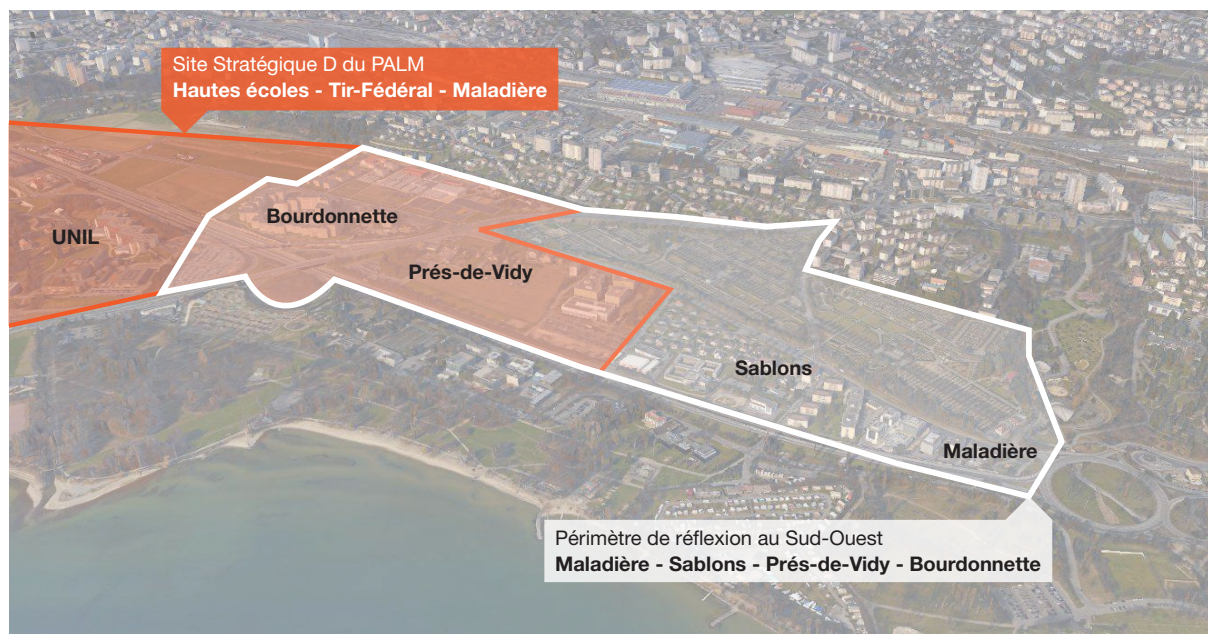 Site Stratégique D du PALM
Hautes écoles - Tir-Fédéral - Maladière
Bourdonnette
UNIL
Prés-de-Vidy
Sablons
Maladière
Périmètre de réflexion au Sud-Ouest
Maladière - Sablons - Prés-de-Vidy - Bourdonnette